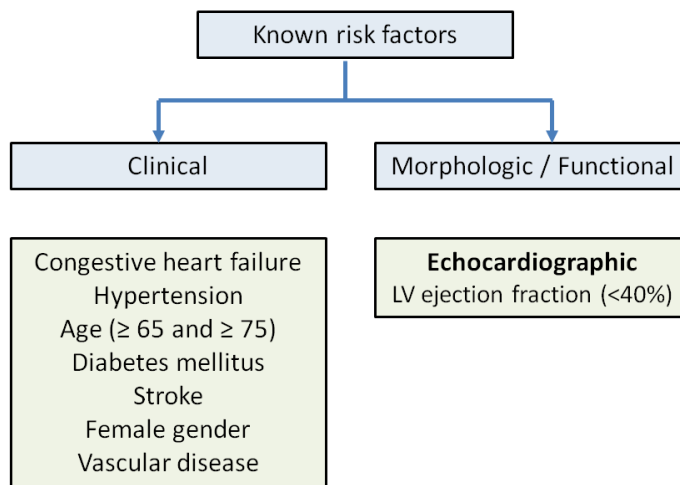 Known risk factors
Clinical
Morphologic / Functional
Congestive heart failure
Hypertension
Age (≥ 65 and ≥ 75)
Diabetes mellitus
Stroke
Female gender
Vascular disease
Echocardiographic
LV ejection fraction (<40%)